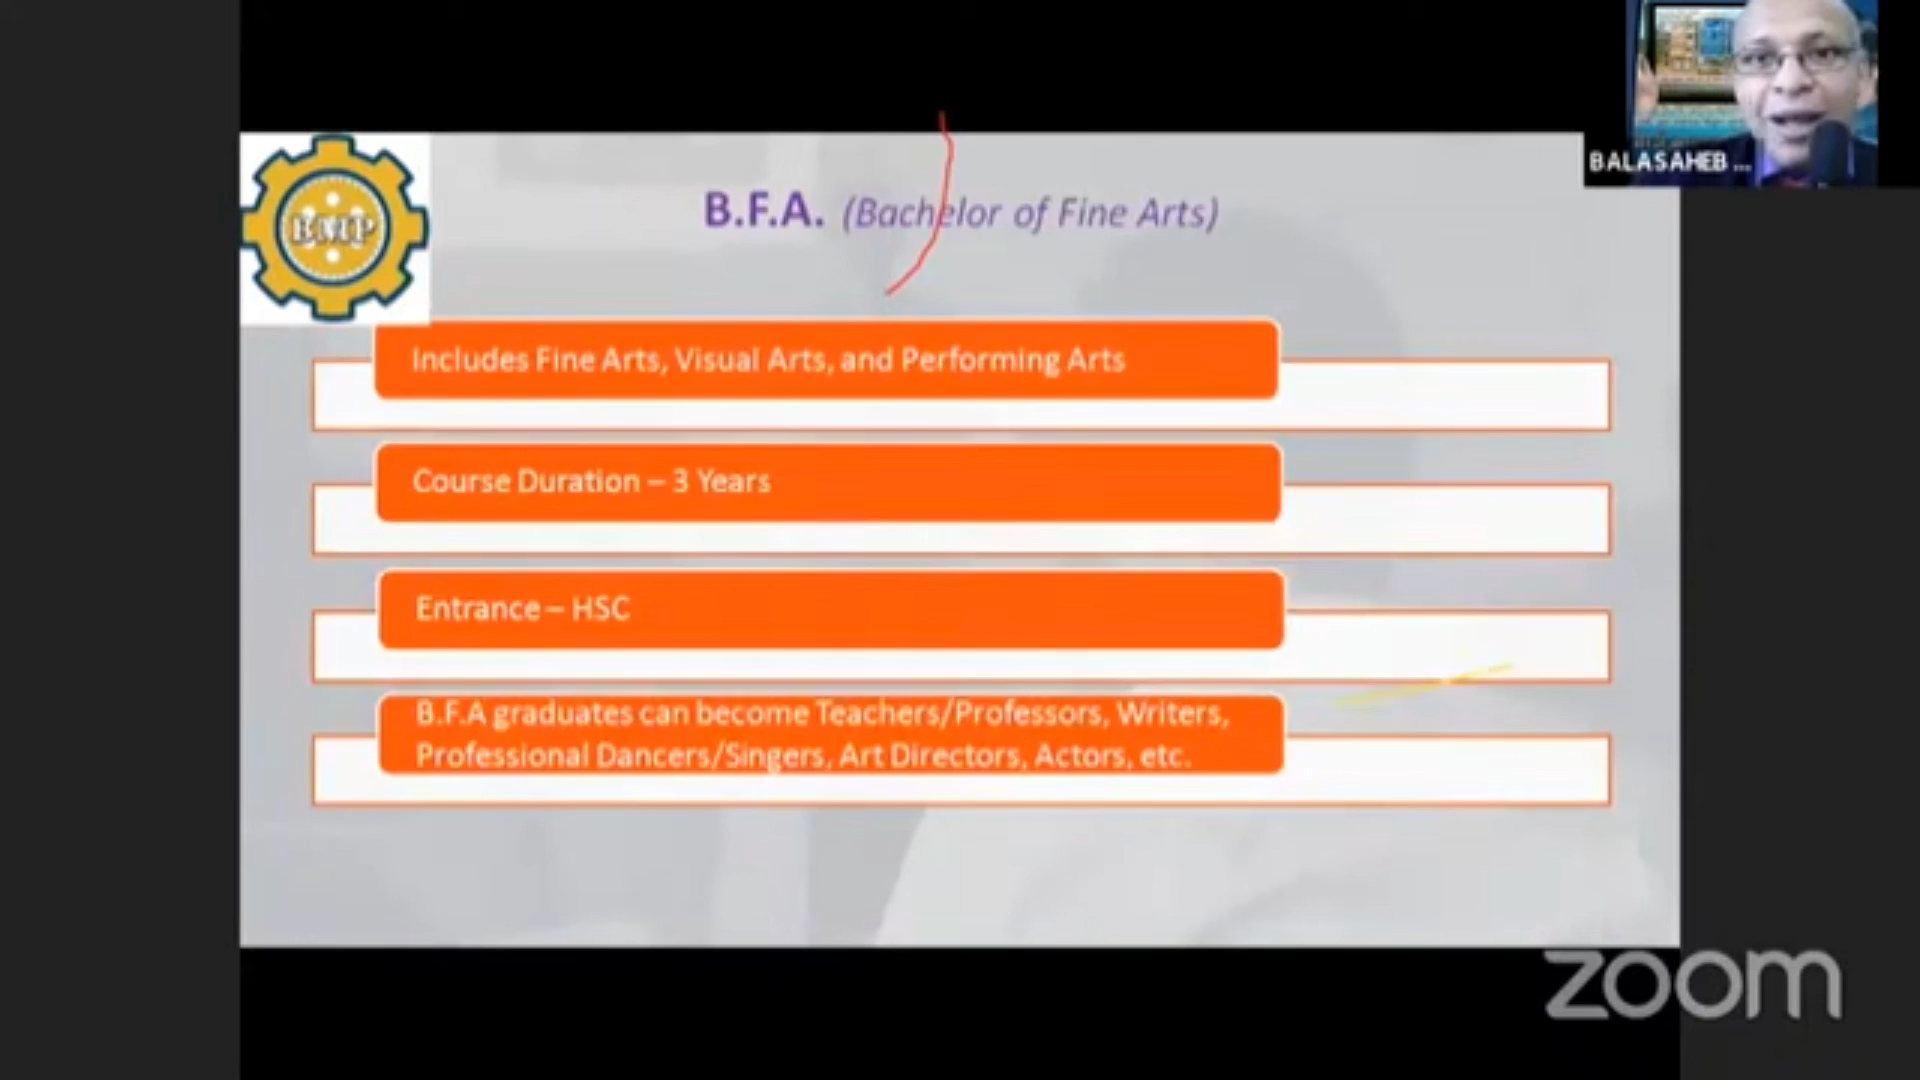 BALASAHEB ...
BMP
B.F.A. (Bachelor of Fine Arts)
Includes Fine Arts, Visual Arts, and Performing Arts
Course Duration – 3 Years
Entrance – HSC
B.F.A graduates can become Teachers/Professors, Writers,
Professional Dancers/Singers, Art Directors, Actors, etc.
zoom